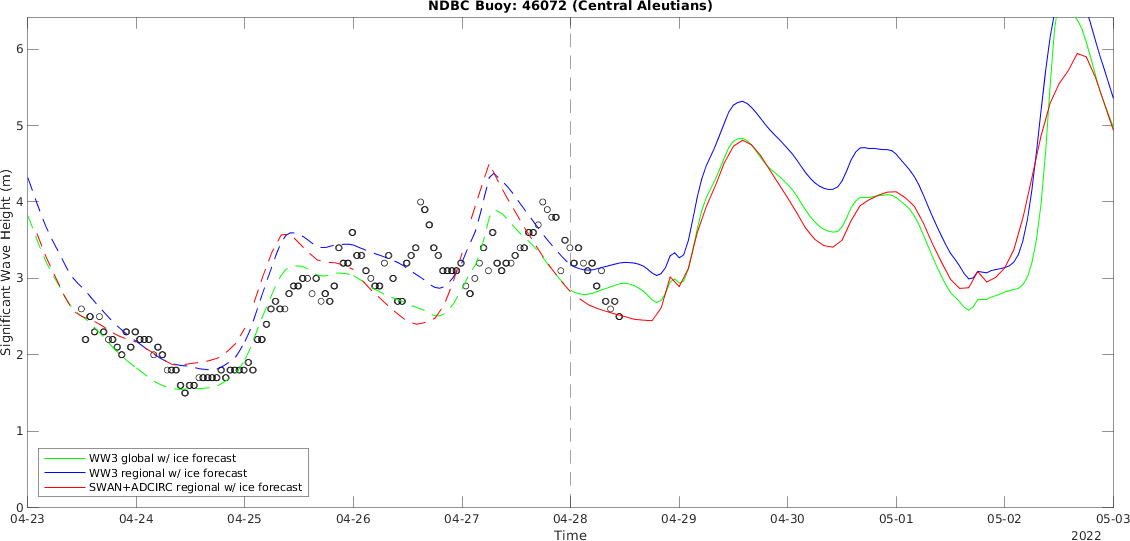 NDBC Buoy: 46072 (Central Aleutians)
Significant Wave Height (m)
6
5
4
3
2
1
0
WW3 global w/ ice forecast
WW3 regional w/ ice forecast
SWAN+ADCIRC regional w/ ice forecast
04-23 04-24 04-25 04-26 04-27 04-28 04-29 04-30 05-01 05-02 05-03
Time
2022